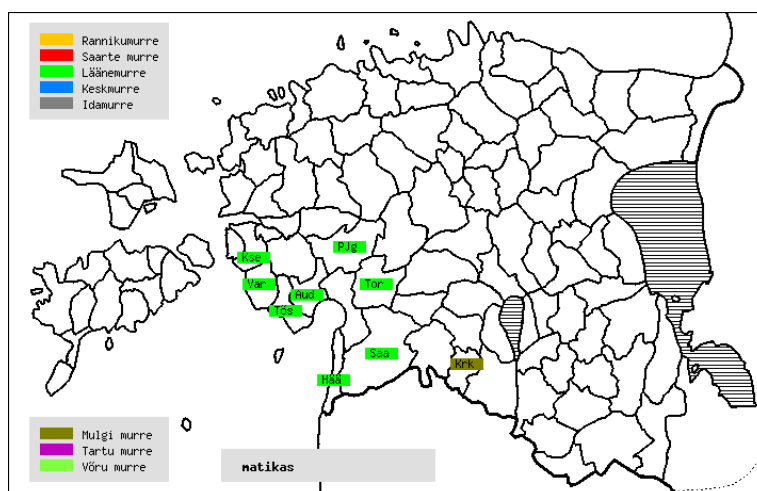 Rannikumurre
Saarte murre
Läänemurre
Keskmurre
Idamurre
PJg
Kse
Var
Tor
Aud
Tõs
Saa
Krk
Hää
Mulgi murre
Tartu murre
Võru murre
matikas